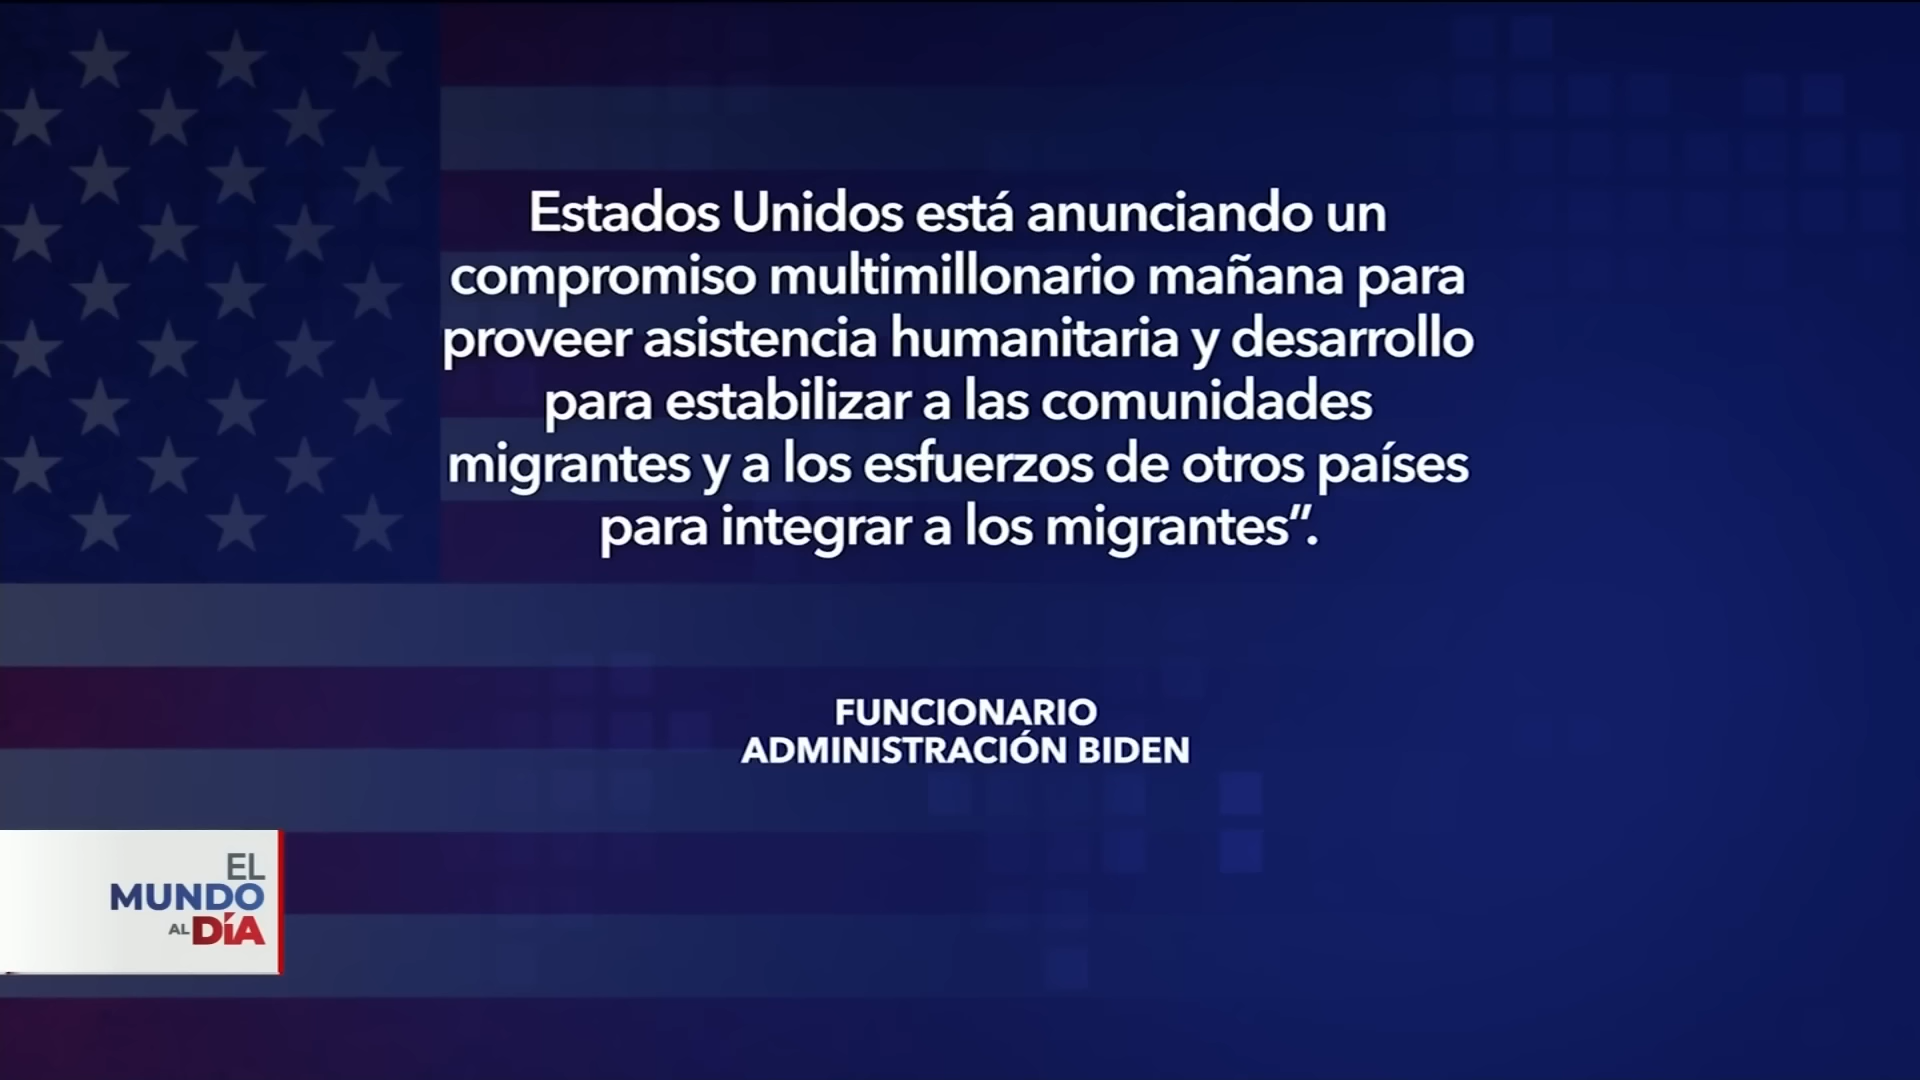 Estados Unidos está anunciando un
compromiso multimillonario mañana para
proveer asistencia humanitaria y desarrollo
para estabilizar a las comunidades
migrantes y a los esfuerzos de otros países
para integrar a los migrantes”.
FUNCIONARIO
ADMINISTRACIÓN BIDEN
EL
MUNDO
AL DÍA